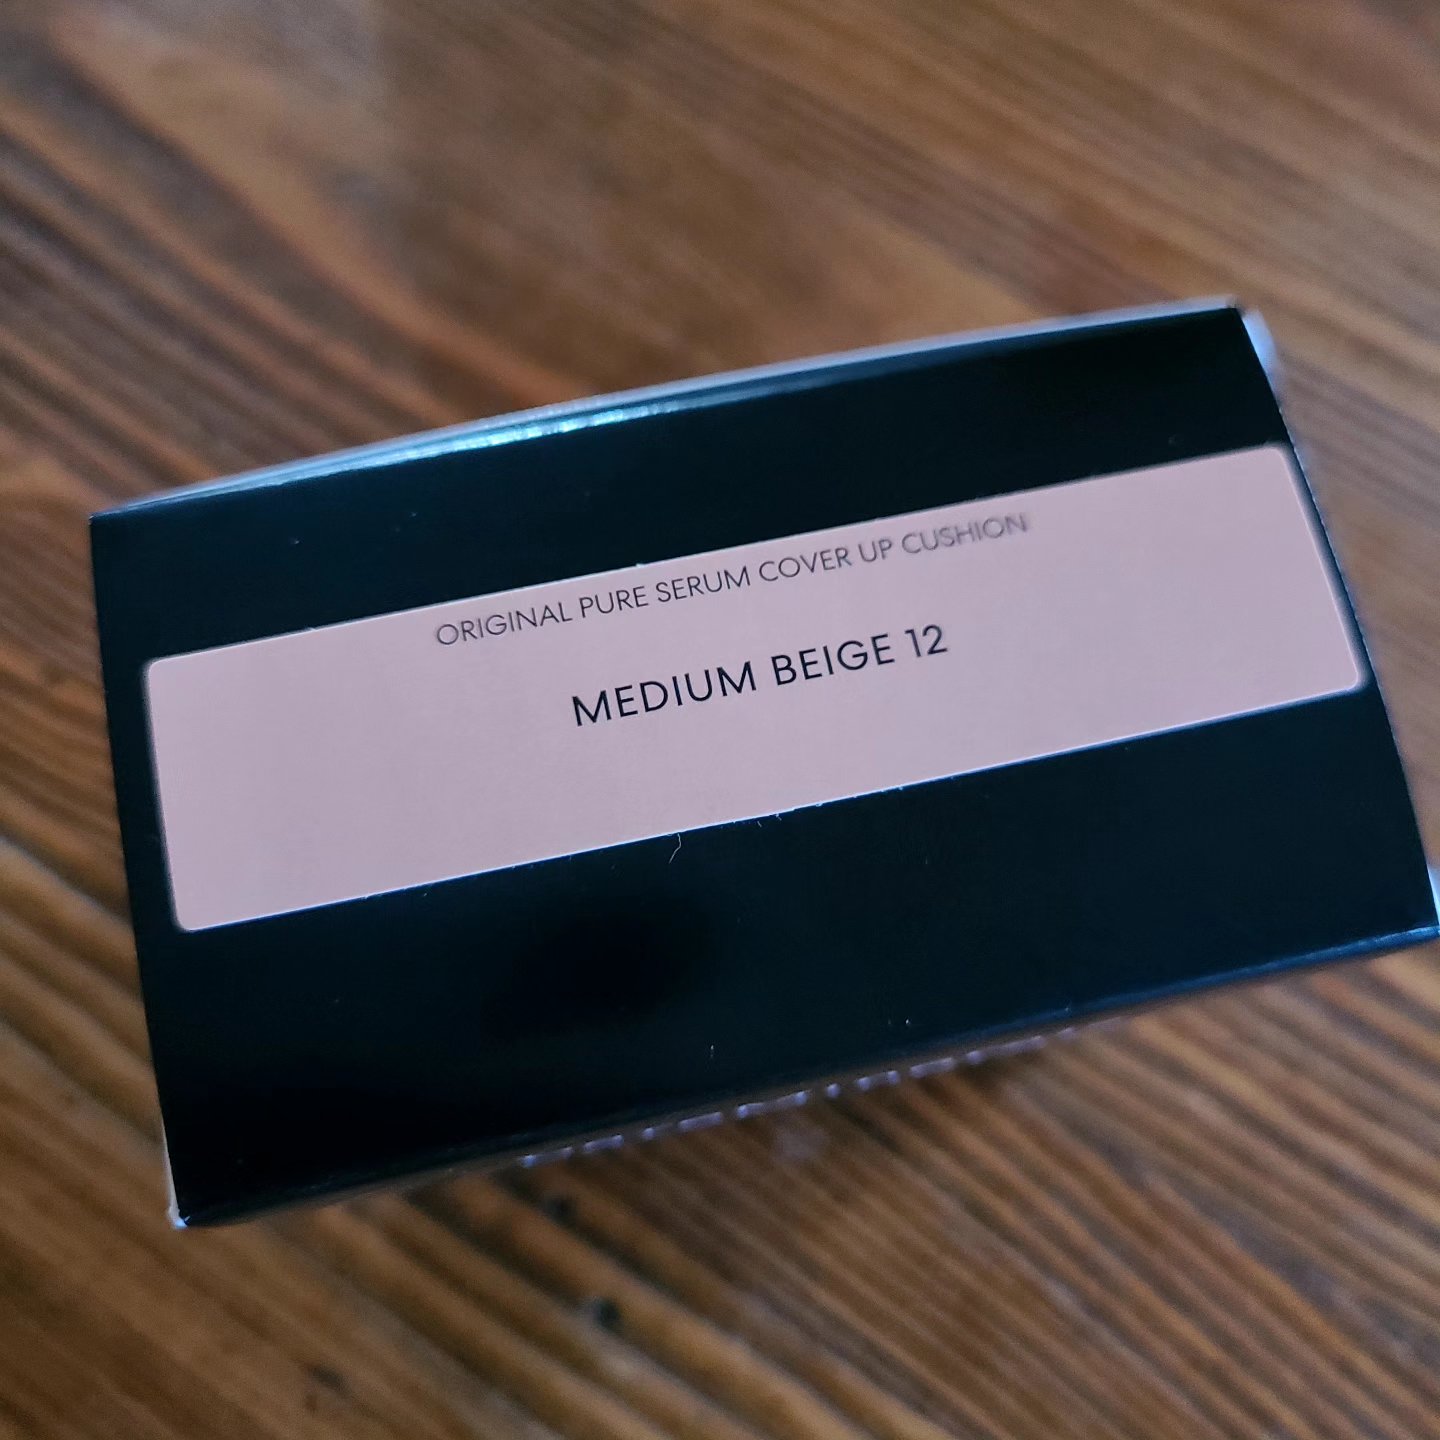 ORIGINAL PURE SERUM COVER UP CUSHION
MEDIUM BEIGE 12